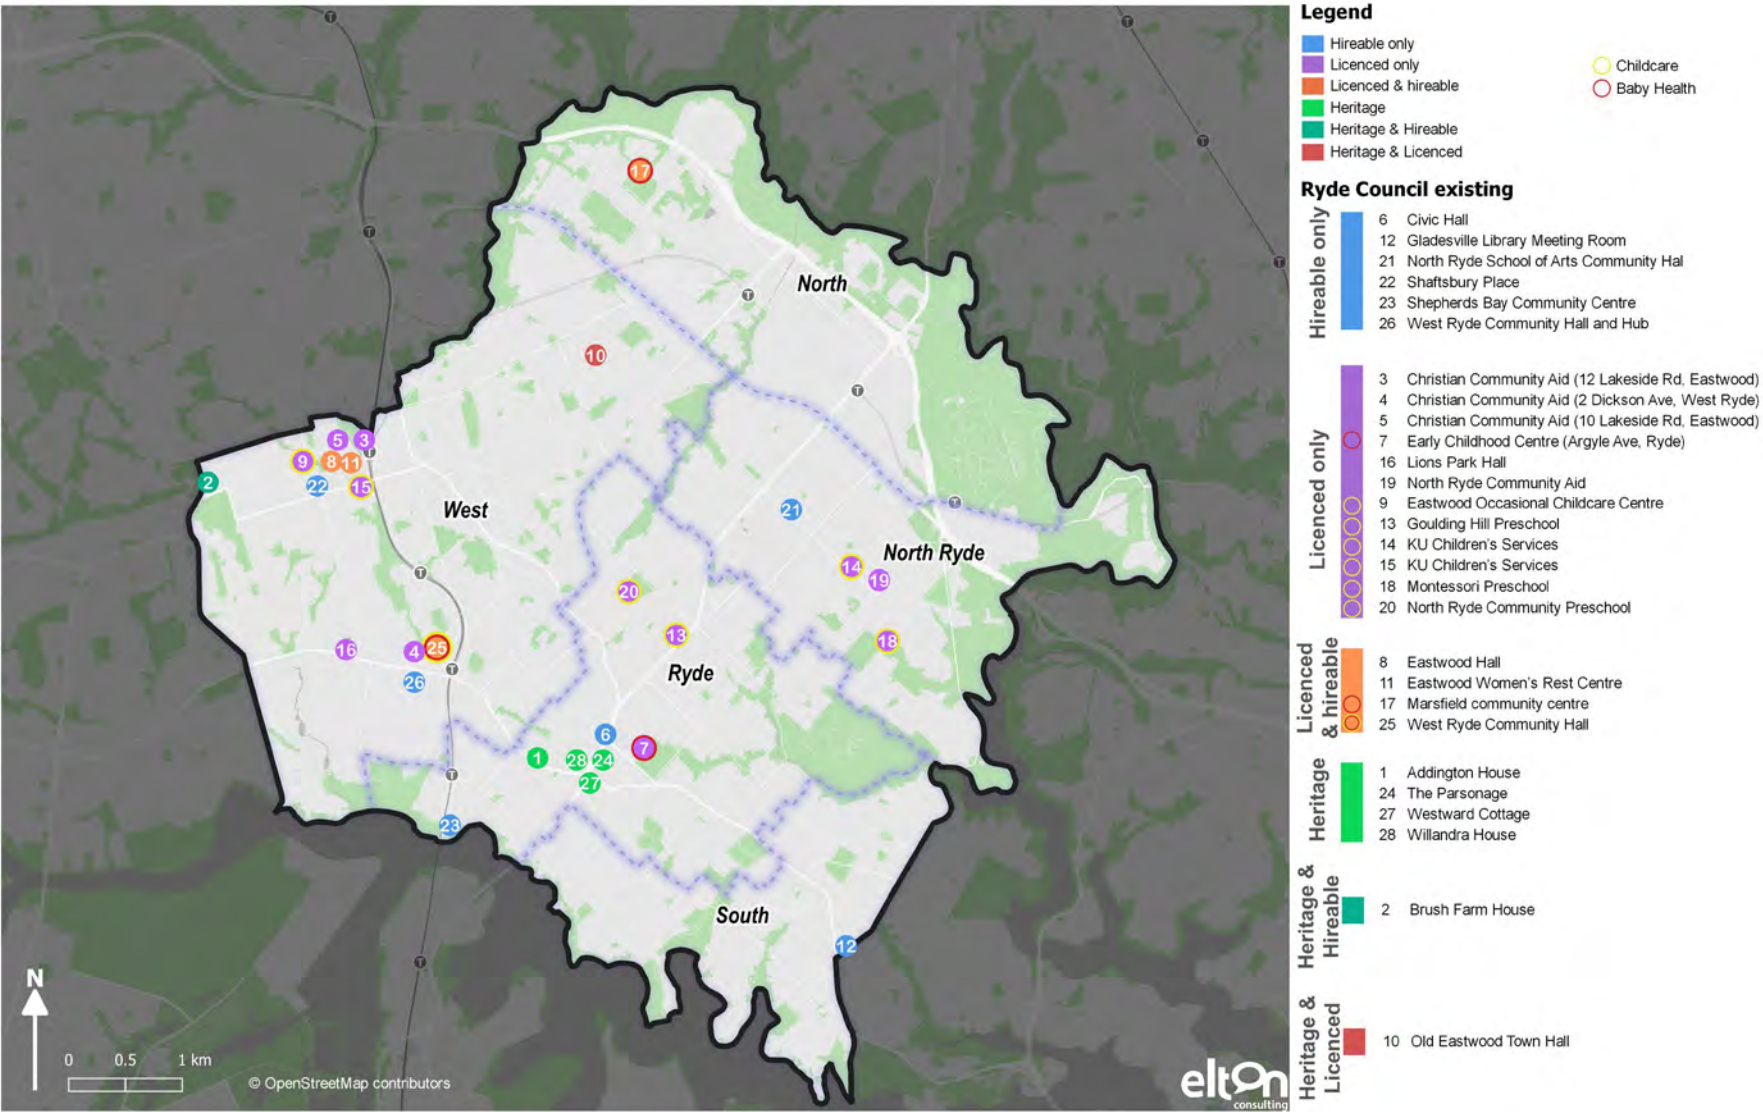 17
North
10
5
3
9
8
11
2
22
15
West
21
North Ryde
14
19
20
13
18
16
4
25
26
Ryde
6
7
1
28
24
27
23
South
12
N
0 0.5 1 km
© OpenStreetMap contributors
elton
consulting
Legend
Hireable only
Licenced only
Licenced & hireable
Heritage
Heritage & Hireable
Heritage & Licenced
Childcare
Baby Health
Ryde Council existing
Hireable only
6 Civic Hall
12 Gladesville Library Meeting Room
21 North Ryde School of Arts Community Hal
22 Shaftsbury Place
23 Shepherds Bay Community Centre
26 West Ryde Community Hall and Hub
Licenced only
3 Christian Community Aid (12 Lakeside Rd, Eastwood)
4 Christian Community Aid (2 Dickson Ave, West Ryde)
5 Christian Community Aid (10 Lakeside Rd, Eastwood)
7 Early Childhood Centre (Argyle Ave, Ryde)
16 Lions Park Hall
19 North Ryde Community Aid
9 Eastwood Occasional Childcare Centre
13 Goulding Hill Preschool
14 KU Children's Services
15 KU Children's Services
18 Montessori Preschool
20 North Ryde Community Preschool
Licenced
& hireable
8 Eastwood Hall
11 Eastwood Women's Rest Centre
17 Marsfield community centre
25 West Ryde Community Hall
Heritage
1 Addington House
24 The Parsonage
27 Westward Cottage
28 Willandra House
Heritage &
Hireable
2 Brush Farm House
Heritage &
Licenced
10 Old Eastwood Town Hall